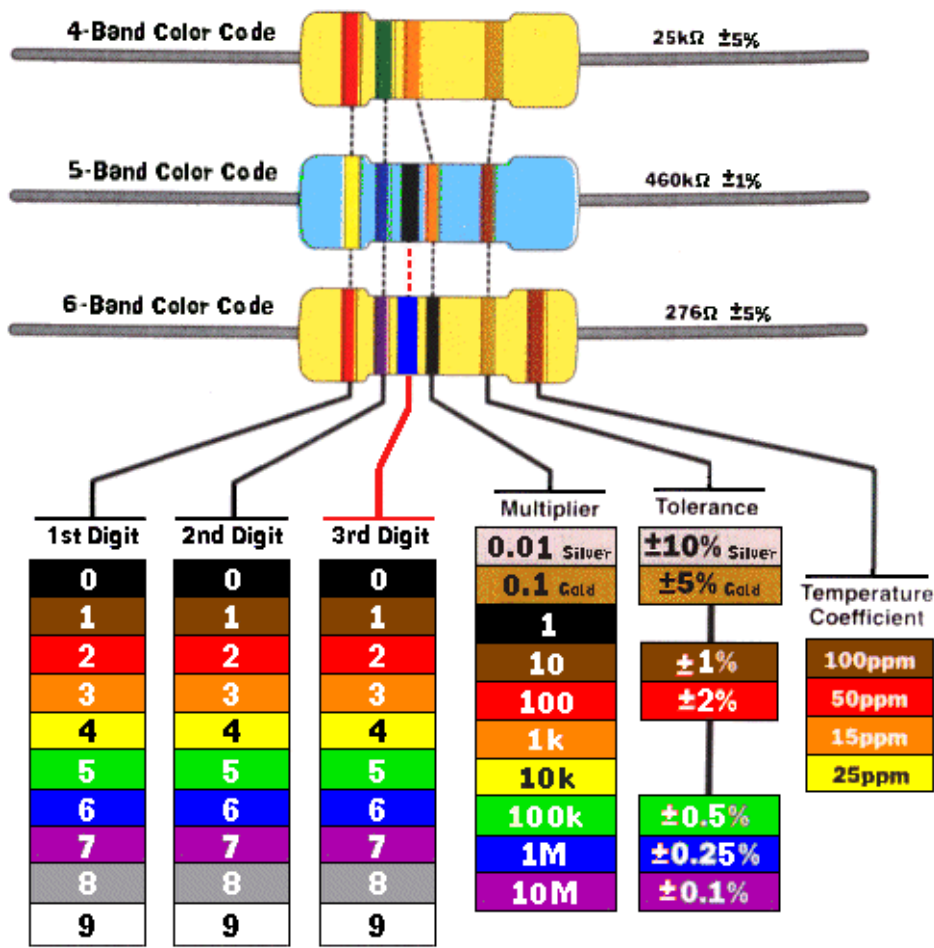 4-Band Color Code
25kΩ ±5%
5-Band Color Code
460kΩ ±1%
6-Band Color Code
276Ω ±5%
1st Digit
2nd Digit
3rd Digit
Multiplier
Tolerance
Temperature
Coefficient
0
1
2
3
4
5
6
7
8
9
0
1
2
3
4
5
6
7
8
9
0
1
2
3
4
5
6
7
8
9
0.01 Silver
0.1 Gold
1
10
100
1k
10k
100k
1M
10M
±10% Silver
±5% Gold
±1%
±2%
±0.5%
±0.25%
±0.1%
100ppm
50ppm
15ppm
25ppm